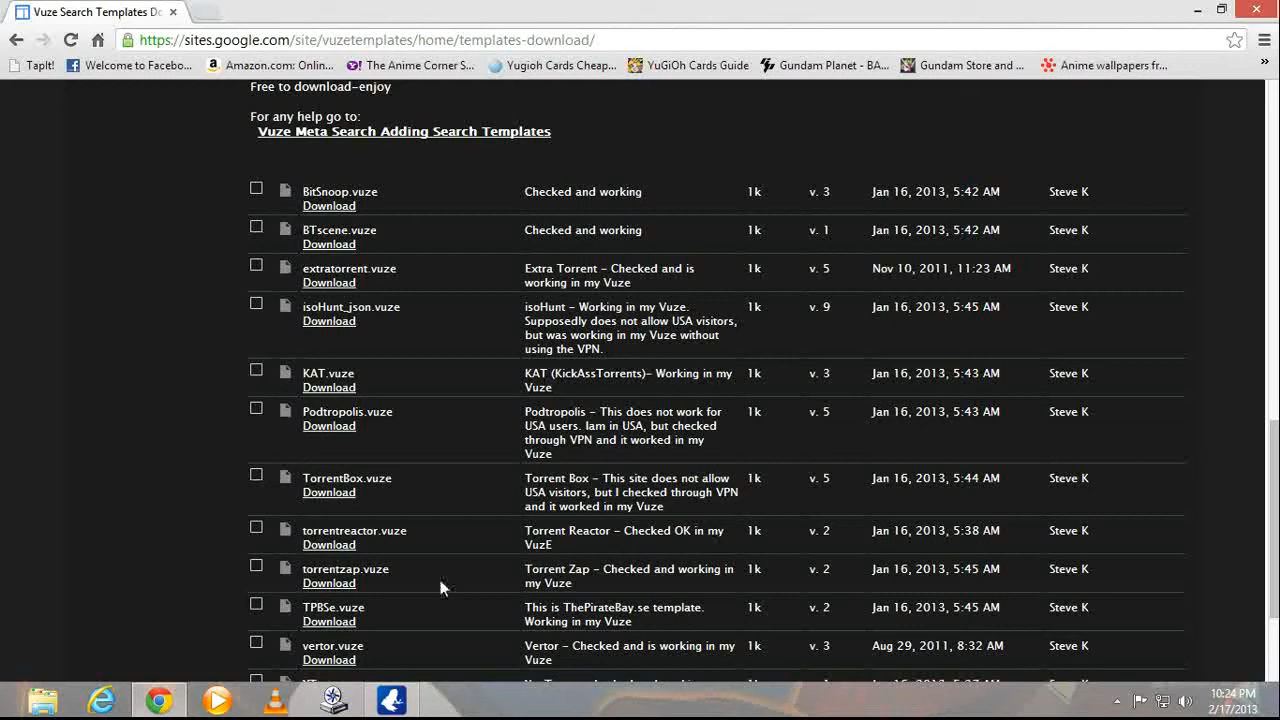 Vuze Search Templates Do
https://sites.google.com/site/vuzetemplates/home/templates-download/
TapIt!
Welcome to Facebo...
Amazon.com: Onlin...
The Anime Corner S...
Yugioh Cards Cheap,...
YuGiOh Cards Guide
Gundam Planet - BA...
Gundam Store and ...
Anime wallpapers fr...
Free to download-enjoy
For any help go to:
Vuze Meta Search Adding Search Templates
BitSnoop.vuze Checked and working 1k v. 3 Jan 16, 2013, 5:42 AM Steve K
Download
BTscene.vuze Checked and working 1k v. 1 Jan 16, 2013, 5:42 AM Steve K
Download
extratorrent.vuze Extra Torrent - Checked and is 1k v. 5 Nov 10, 2011, 11:23 AM Steve K
Download working in my Vuze
isoHunt_json.vuze isoHunt - Working in my Vuze. 1k v. 9 Jan 16, 2013, 5:45 AM Steve K
Download Supposedly does not allow USA visitors,
but was working in my Vuze without
using the VPN.
KAT.vuze KAT (KickAssTorrents)- Working in my 1k v. 3 Jan 16, 2013, 5:43 AM Steve K
Download Vuze
Podtropolis.vuze Podtropolis - This does not work for 1k v. 5 Jan 16, 2013, 5:43 AM Steve K
Download USA users. Iam in USA, but checked
through VPN and it worked in my
Vuze
TorrentBox.vuze Torrent Box - This site does not allow 1k v. 5 Jan 16, 2013, 5:44 AM Steve K
Download USA visitors, but I checked through VPN
and it worked in my Vuze
torrentreactor.vuze Torrent Reactor - Checked OK in my 1k v. 2 Jan 16, 2013, 5:38 AM Steve K
Download VuzE
torrentzap.vuze Torrent Zap - Checked and working in 1k v. 2 Jan 16, 2013, 5:45 AM Steve K
Download my Vuze
TPBSe.vuze This is ThePirateBay.se template. 1k v. 2 Jan 16, 2013, 5:45 AM Steve K
Download Working in my Vuze
vertor.vuze Vertor - Checked and is working in my 1k v. 3 Aug 29, 2011, 8:32 AM Steve K
Download Vuze
10:24 PM
2/17/2013